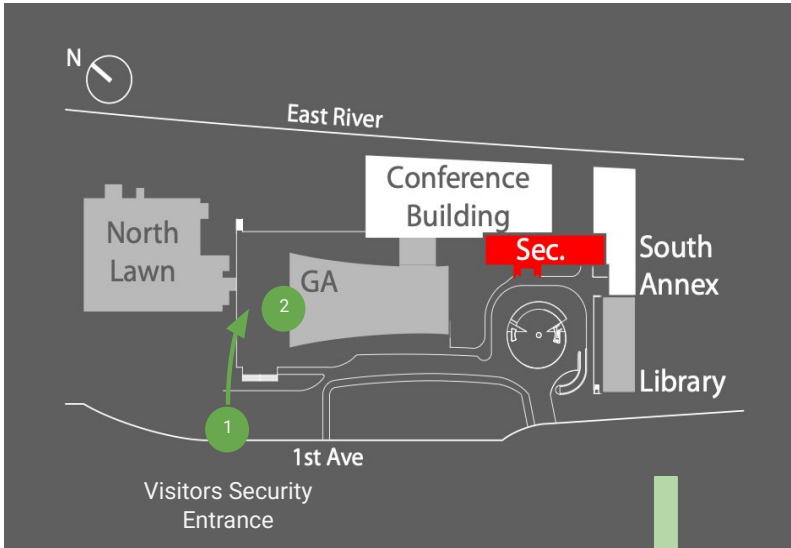 N
East River
Conference
Building
North
Lawn
Sec.
South
Annex
GA
2
Library
1
1st Ave
Visitors Security
Entrance